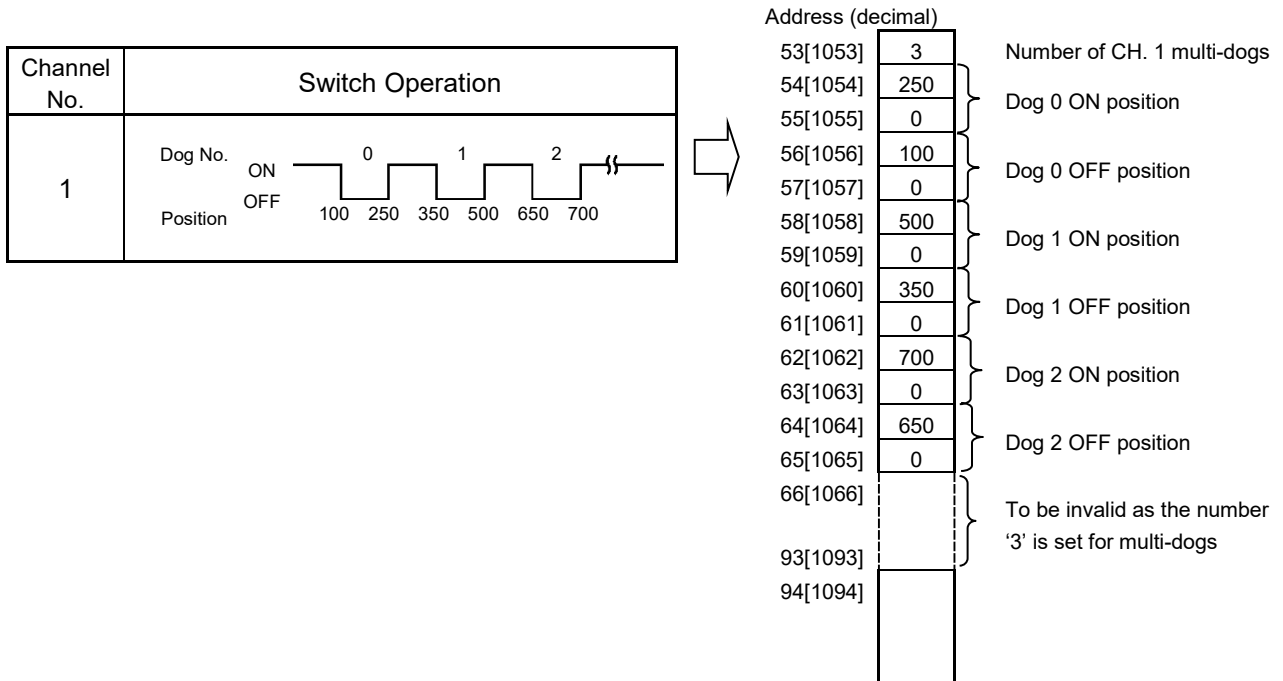 Channel No.
Switch Operation
1
Dog No.
ON
OFF
0 1 2
Position
100 250 350 500 650 700
Address (decimal)
53[1053] 3 Number of CH. 1 multi-dogs
54[1054] 250 Dog 0 ON position
55[1055] 0
56[1056] 100 Dog 0 OFF position
57[1057] 0
58[1058] 500 Dog 1 ON position
59[1059] 0
60[1060] 350 Dog 1 OFF position
61[1061] 0
62[1062] 700 Dog 2 ON position
63[1063] 0
64[1064] 650 Dog 2 OFF position
65[1065] 0
66[1066]
To be invalid as the number
‘3’ is set for multi-dogs
93[1093]
94[1094]